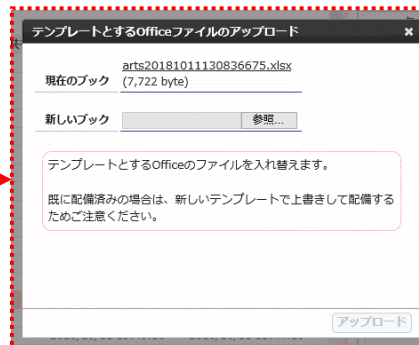 テンプレートとするOfficeファイルのアップロード ×
現在のブック arts20181011130836675.xlsx
(7,722 byte)
新しいブック 参照...
テンプレートとするOfficeのファイルを入れ替えます。
既に配備済みの場合は、新しいテンプレートで上書きして配備する
ためご注意ください。
アップロード